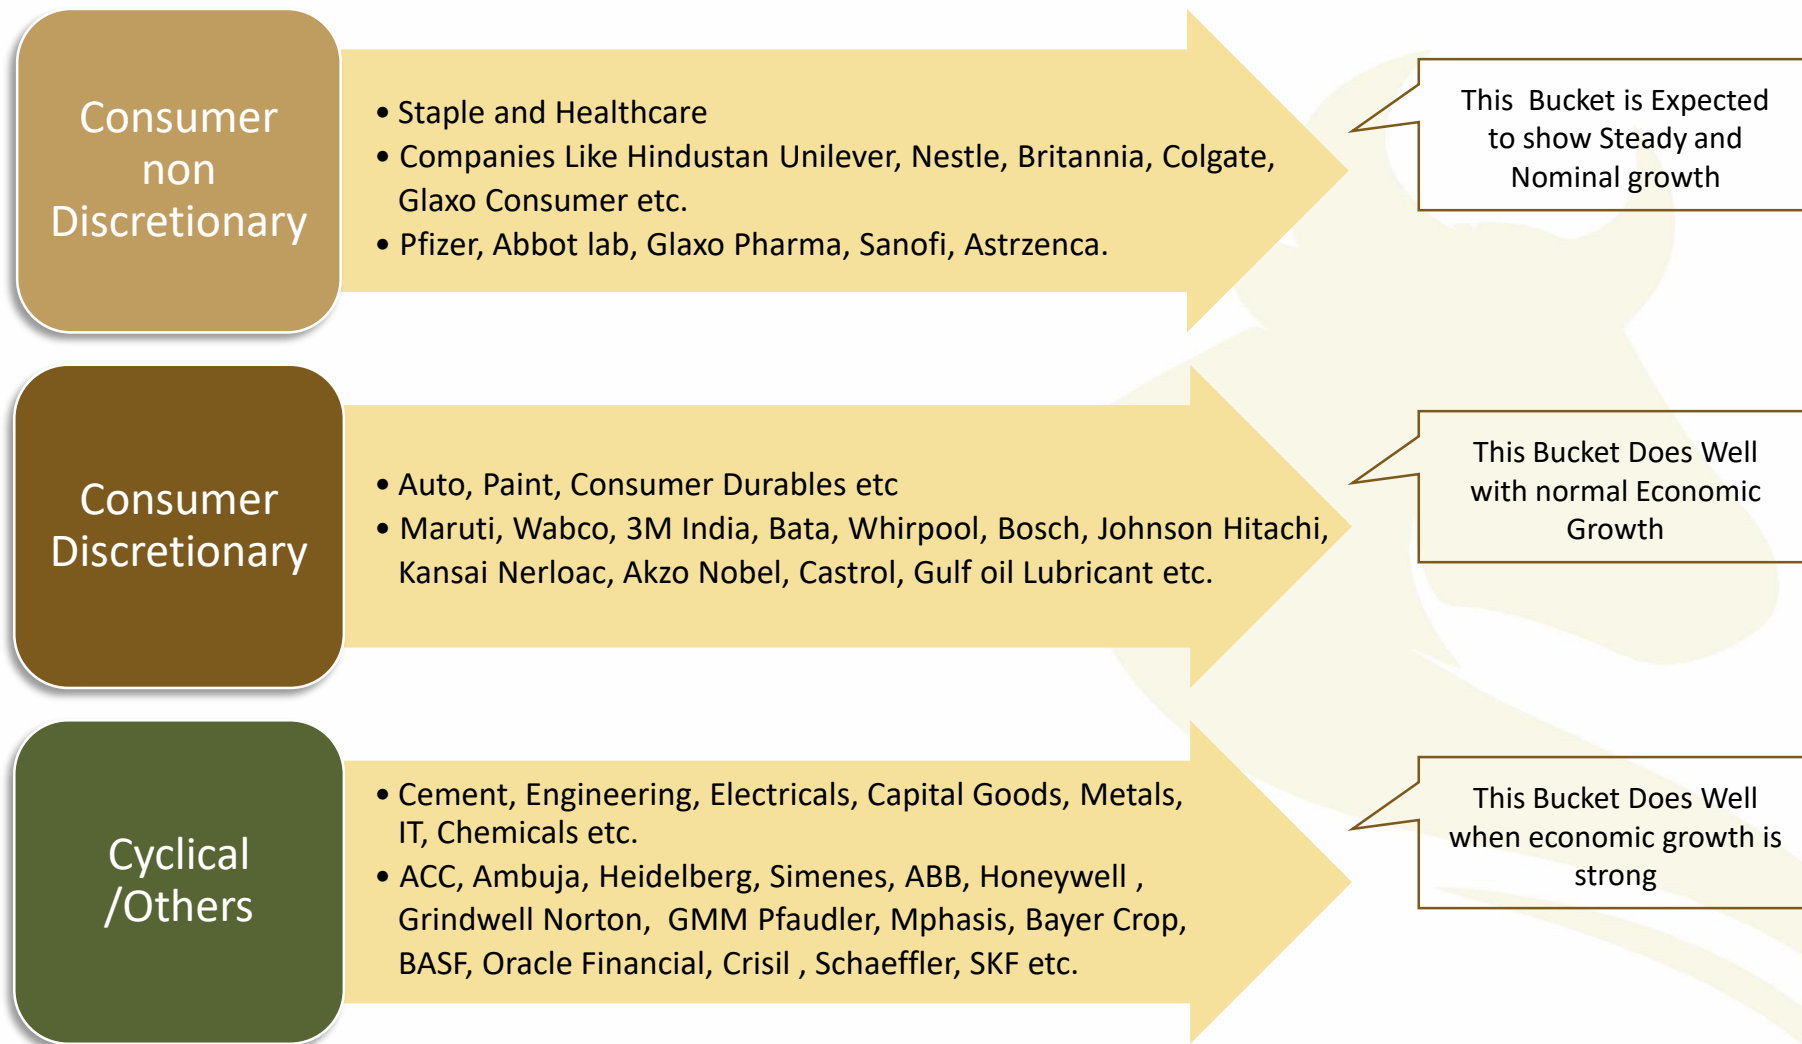 Consumer
non
Discretionary
• Staple and Healthcare
• Companies Like Hindustan Unilever, Nestle, Britannia, Colgate,
Glaxo Consumer etc.
• Pfizer, Abbot lab, Glaxo Pharma, Sanofi, Astrzenca.
This Bucket is Expected
to show Steady and
Nominal growth
Consumer
Discretionary
• Auto, Paint, Consumer Durables etc
• Maruti, Wabco, 3M India, Bata, Whirpool, Bosch, Johnson Hitachi,
Kansai Nerloac, Akzo Nobel, Castrol, Gulf oil Lubricant etc.
This Bucket Does Well
with normal Economic
Growth
Cyclical
/Others
• Cement, Engineering, Electricals, Capital Goods, Metals,
IT, Chemicals etc.
• ACC, Ambuja, Heidelberg, Simenes, ABB, Honeywell ,
Grindwell Norton, GMM Pfaudler, Mphasis, Bayer Crop,
BASF, Oracle Financial, Crisil , Schaeffler, SKF etc.
This Bucket Does Well
when economic growth is
strong